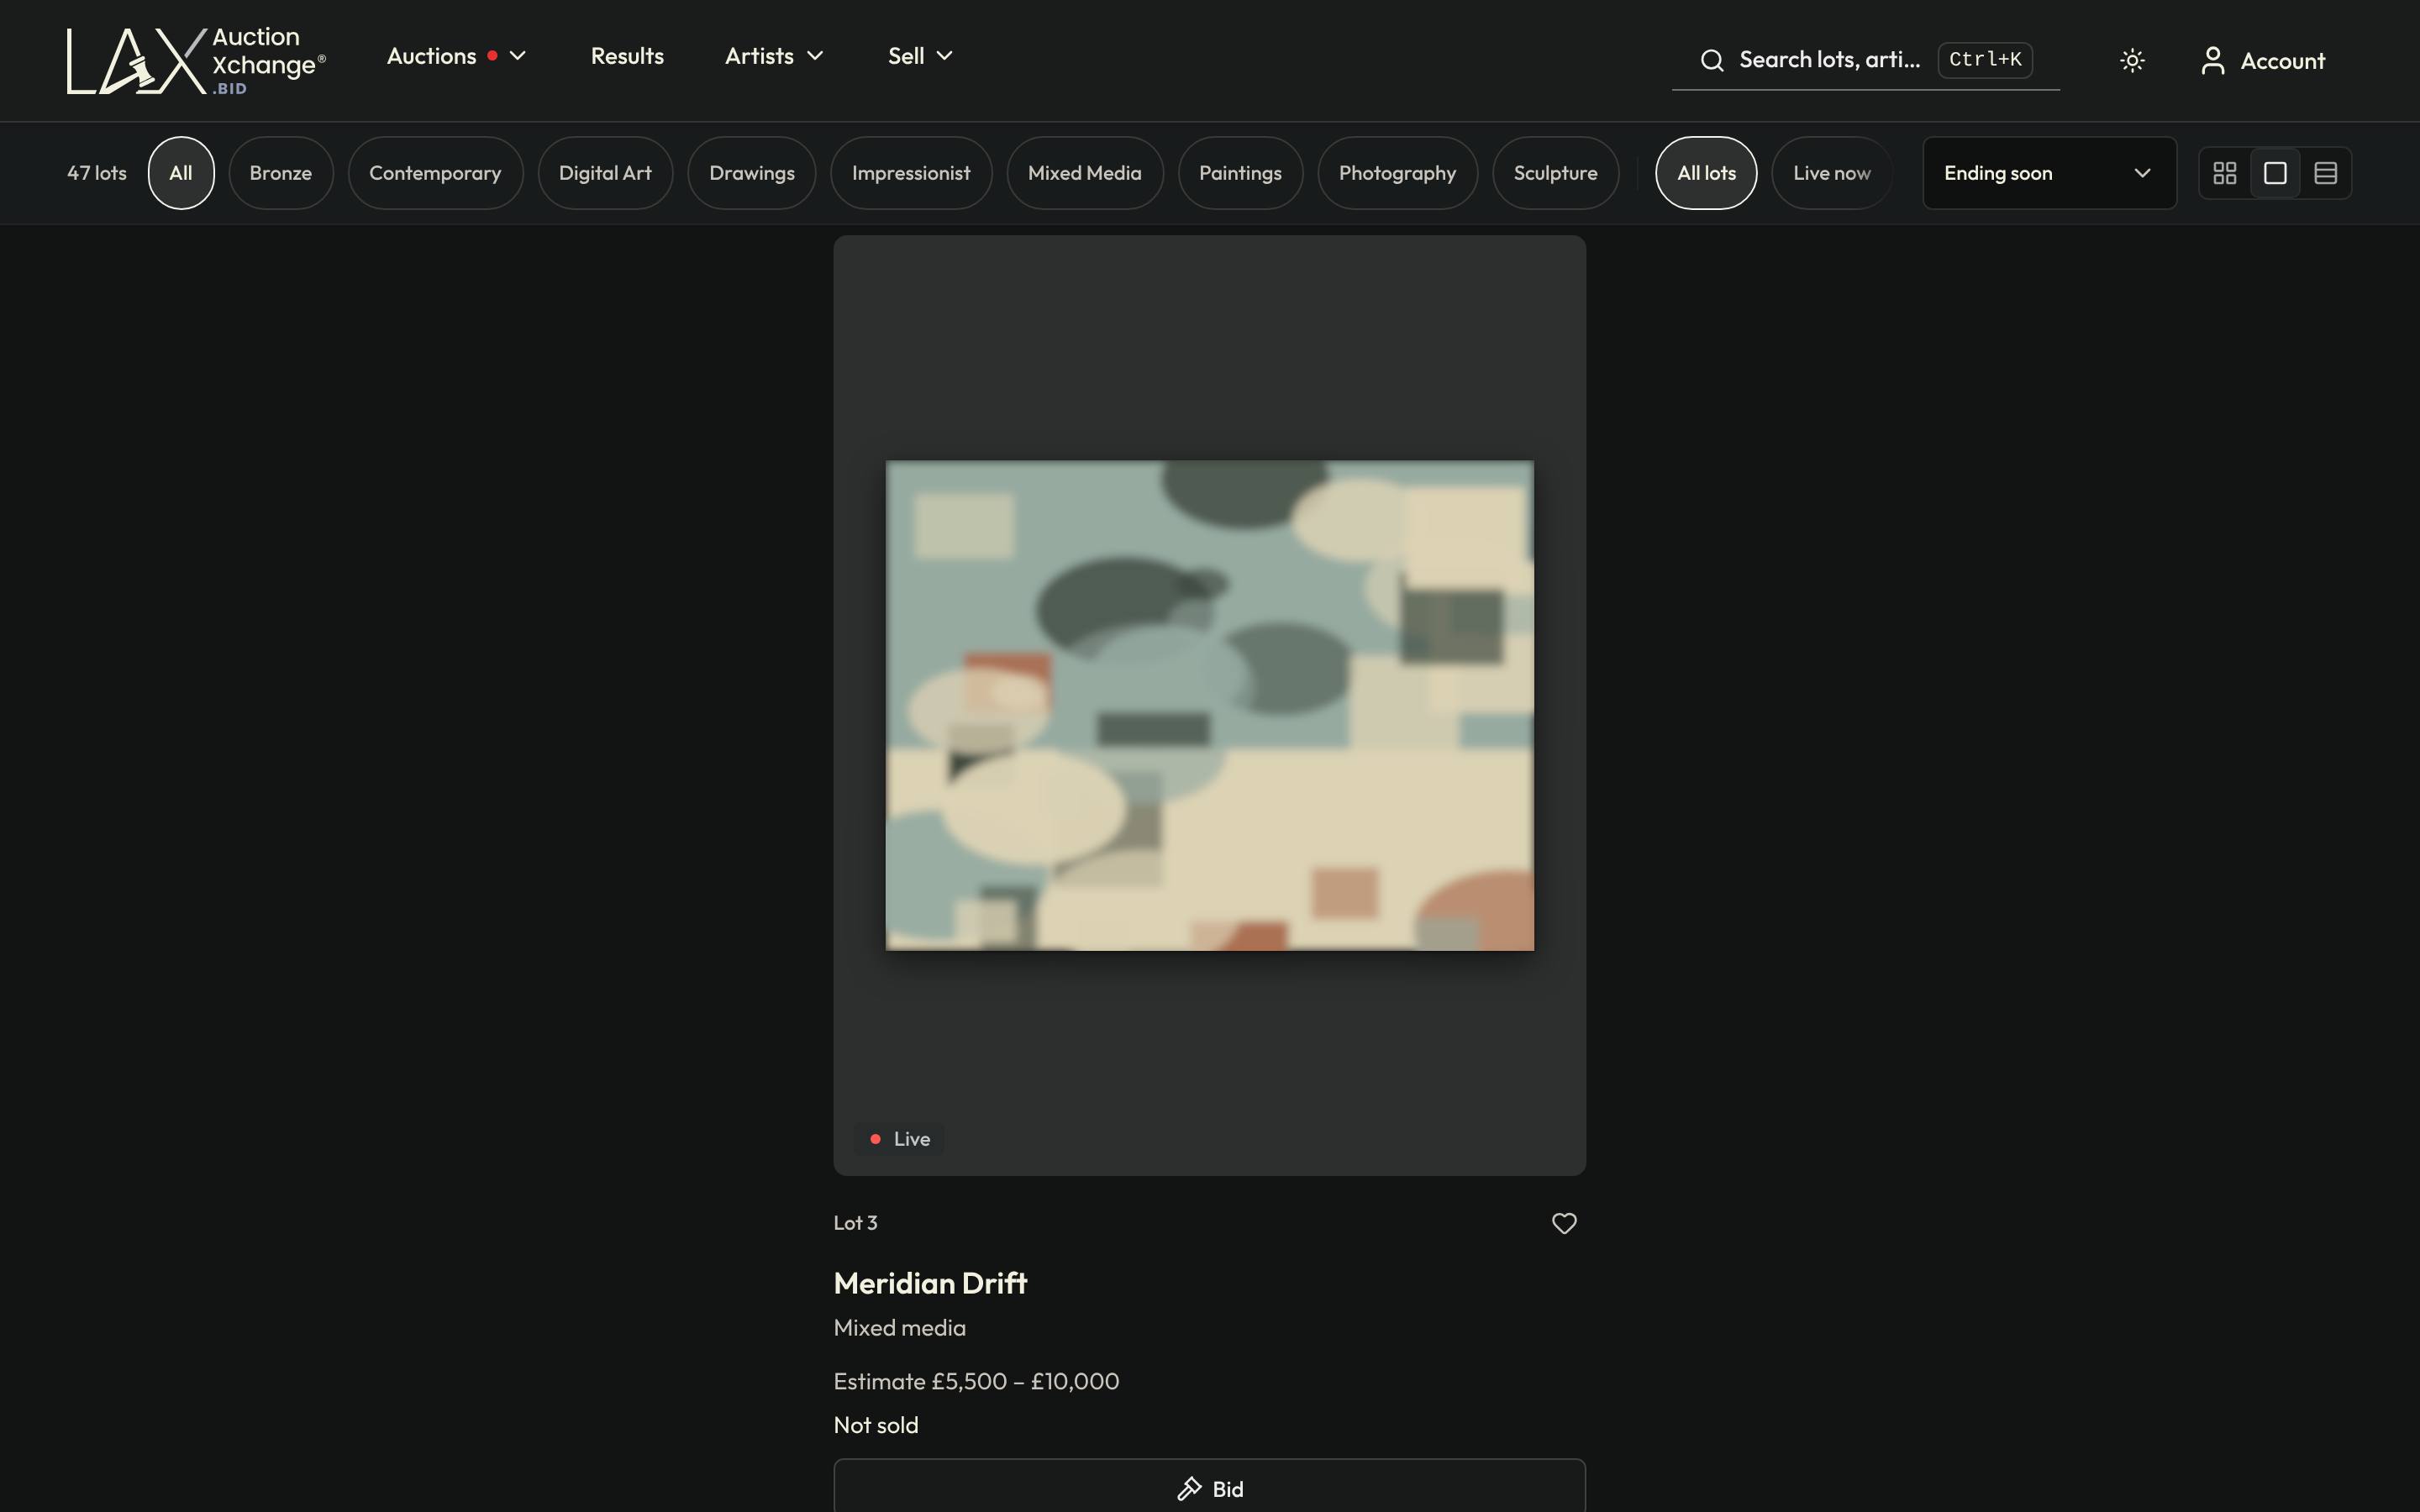 LAX Auction Xchange®
.BID
Auctions
Results
Artists
Sell
Search lots, arti...
Ctrl+K
Account
47 lots
All
Bronze
Contemporary
Digital Art
Drawings
Impressionist
Mixed Media
Paintings
Photography
Sculpture
All lots
Live now
Ending soon
Live
Lot 3
Meridian Drift
Mixed media
Estimate £5,500 – £10,000
Not sold
Bid